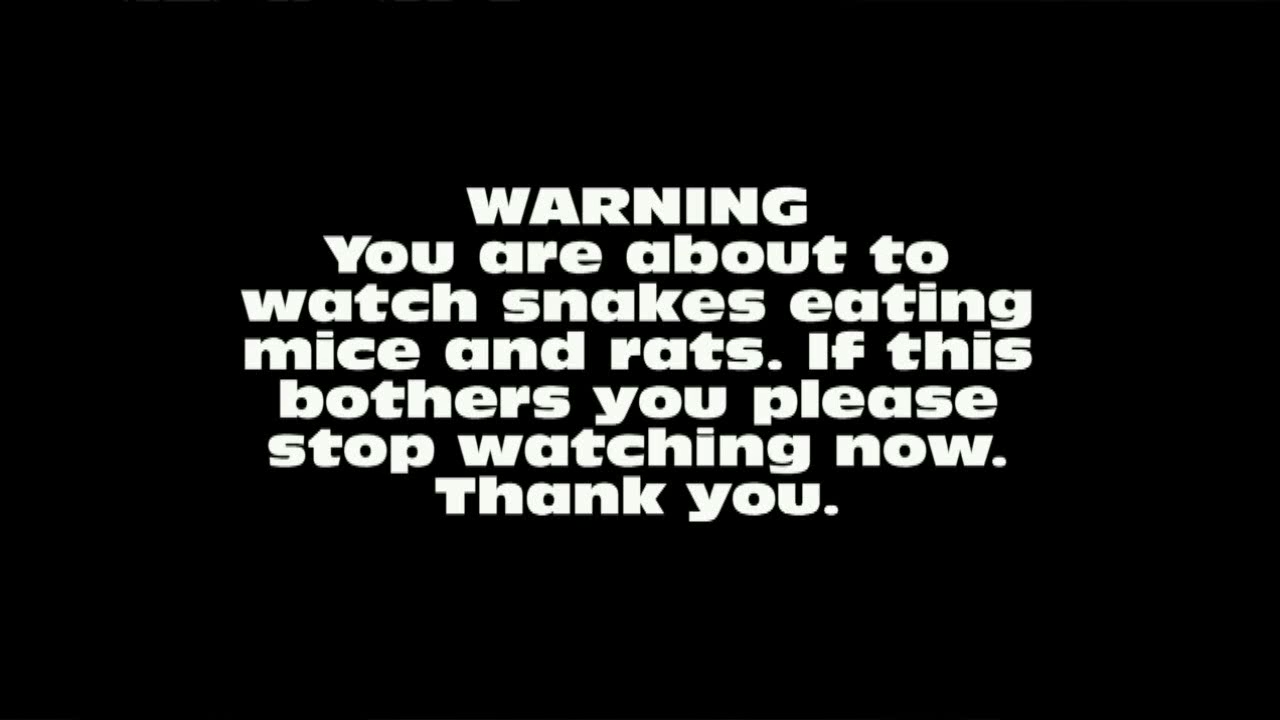 WARNING
You are about to
watch snakes eating
mice and rats. If this
bothers you please
stop watching now.
Thank you.